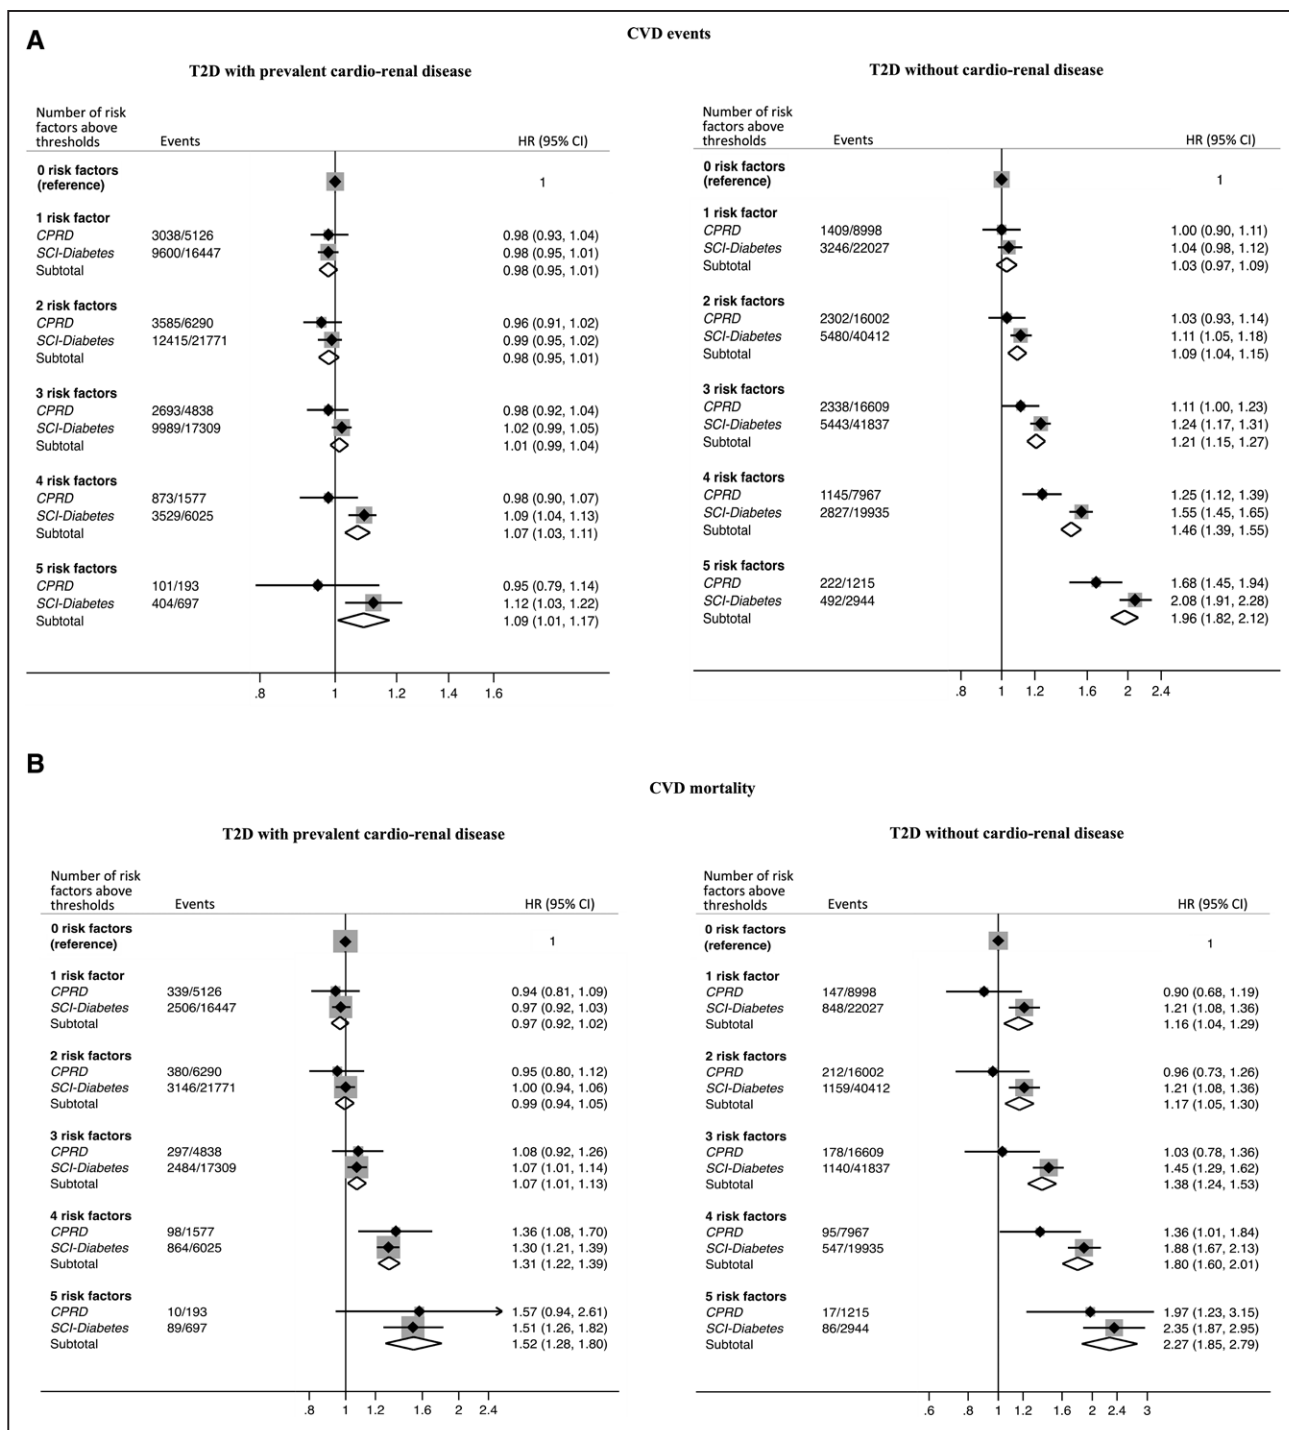 A
CVD events
T2D with prevalent cardio-renal disease
Number of risk
factors above
thresholds Events HR (95% CI)
0 risk factors
(reference) 1
1 risk factor
CPRD 3038/5126 0.98 (0.93, 1.04)
SCI-Diabetes 9600/16447 0.98 (0.95, 1.01)
Subtotal 0.98 (0.95, 1.01)
2 risk factors
CPRD 3585/6290 0.96 (0.91, 1.02)
SCI-Diabetes 12415/21771 0.99 (0.95, 1.02)
Subtotal 0.98 (0.95, 1.01)
3 risk factors
CPRD 2693/4838 0.98 (0.92, 1.04)
SCI-Diabetes 9989/17309 1.02 (0.99, 1.05)
Subtotal 1.01 (0.99, 1.04)
4 risk factors
CPRD 873/1577 0.98 (0.90, 1.07)
SCI-Diabetes 3529/6025 1.09 (1.04, 1.13)
Subtotal 1.07 (1.03, 1.11)
5 risk factors
CPRD 101/193 0.95 (0.79, 1.14)
SCI-Diabetes 404/697 1.12 (1.03, 1.22)
Subtotal 1.09 (1.01, 1.17)
.8 1 1.2 1.4 1.6
T2D without cardio-renal disease
Number of risk
factors above
thresholds Events HR (95% CI)
0 risk factors
(reference) 1
1 risk factor
CPRD 1409/8998 1.00 (0.90, 1.11)
SCI-Diabetes 3246/22027 1.04 (0.98, 1.12)
Subtotal 1.03 (0.97, 1.09)
2 risk factors
CPRD 2302/16002 1.03 (0.93, 1.14)
SCI-Diabetes 5480/40412 1.11 (1.05, 1.18)
Subtotal 1.09 (1.04, 1.15)
3 risk factors
CPRD 2338/16609 1.11 (1.00, 1.23)
SCI-Diabetes 5443/41837 1.24 (1.17, 1.31)
Subtotal 1.21 (1.15, 1.27)
4 risk factors
CPRD 1145/7967 1.25 (1.12, 1.39)
SCI-Diabetes 2827/19935 1.55 (1.45, 1.65)
Subtotal 1.46 (1.39, 1.55)
5 risk factors
CPRD 222/1215 1.68 (1.45, 1.94)
SCI-Diabetes 492/2944 2.08 (1.91, 2.28)
Subtotal 1.96 (1.82, 2.12)
.8 1 1.2 1.6 2 2.4
B
CVD mortality
T2D with prevalent cardio-renal disease
Number of risk
factors above
thresholds Events HR (95% CI)
0 risk factors
(reference) 1
1 risk factor
CPRD 339/5126 0.94 (0.81, 1.09)
SCI-Diabetes 2506/16447 0.97 (0.92, 1.03)
Subtotal 0.97 (0.92, 1.02)
2 risk factors
CPRD 380/6290 0.95 (0.80, 1.12)
SCI-Diabetes 3146/21771 1.00 (0.94, 1.06)
Subtotal 0.99 (0.94, 1.05)
3 risk factors
CPRD 297/4838 1.08 (0.92, 1.26)
SCI-Diabetes 2484/17309 1.07 (1.01, 1.14)
Subtotal 1.07 (1.01, 1.13)
4 risk factors
CPRD 98/1577 1.36 (1.08, 1.70)
SCI-Diabetes 864/6025 1.30 (1.21, 1.39)
Subtotal 1.31 (1.22, 1.39)
5 risk factors
CPRD 10/193 1.57 (0.94, 2.61)
SCI-Diabetes 89/697 1.51 (1.26, 1.82)
Subtotal 1.52 (1.28, 1.80)
.8 1 1.2 1.6 2 2.4
T2D without cardio-renal disease
Number of risk
factors above
thresholds Events HR (95% CI)
0 risk factors
(reference) 1
1 risk factor
CPRD 147/8998 0.90 (0.68, 1.19)
SCI-Diabetes 848/22027 1.21 (1.08, 1.36)
Subtotal 1.16 (1.04, 1.29)
2 risk factors
CPRD 212/16002 0.96 (0.73, 1.26)
SCI-Diabetes 1159/40412 1.21 (1.08, 1.36)
Subtotal 1.17 (1.05, 1.30)
3 risk factors
CPRD 178/16609 1.03 (0.78, 1.36)
SCI-Diabetes 1140/41837 1.45 (1.29, 1.62)
Subtotal 1.38 (1.24, 1.53)
4 risk factors
CPRD 95/7967 1.36 (1.01, 1.84)
SCI-Diabetes 547/19935 1.88 (1.67, 2.13)
Subtotal 1.80 (1.60, 2.01)
5 risk factors
CPRD 17/1215 1.97 (1.23, 3.15)
SCI-Diabetes 86/2944 2.35 (1.87, 2.95)
Subtotal 2.27 (1.85, 2.79)
.6 .8 1 1.2 1.6 2 2.4 3